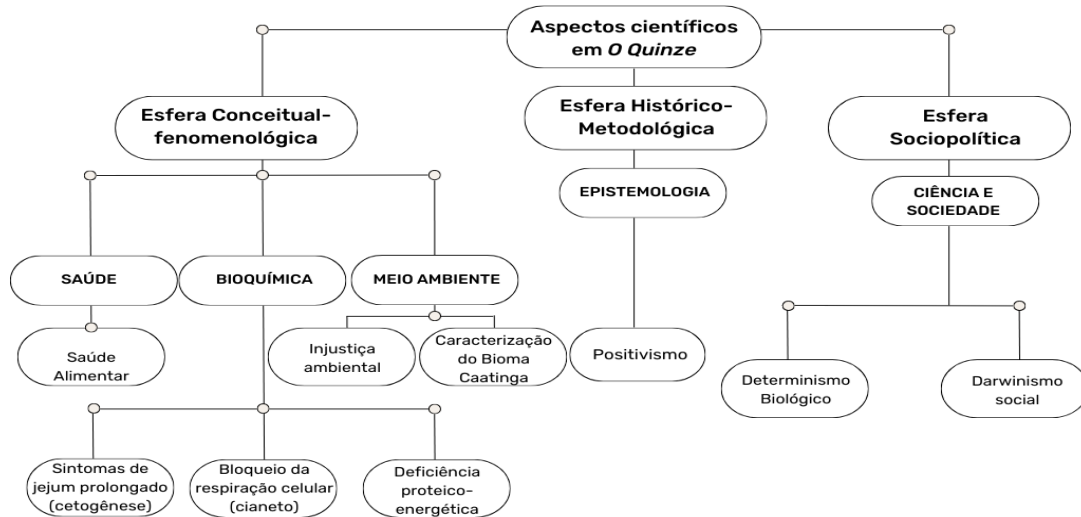 Aspectos científicos
em O Quinze
Esfera Conceitual-
fenomenológica
Esfera Histórico-
Metodológica
Esfera
Sociopolítica
EPISTEMOLOGIA
CIÊNCIA E
SOCIEDADE
SAÚDE
BIOQUÍMICA
MEIO AMBIENTE
Saúde
Alimentar
Injustiça
ambiental
Caracterização
do Bioma
Caatinga
Positivismo
Determinismo
Biológico
Darwinismo
social
Sintomas de
jejum prolongado
(cetogênese)
Bloqueio da
respiração celular
(cianeto)
Deficiência
proteico-
energética